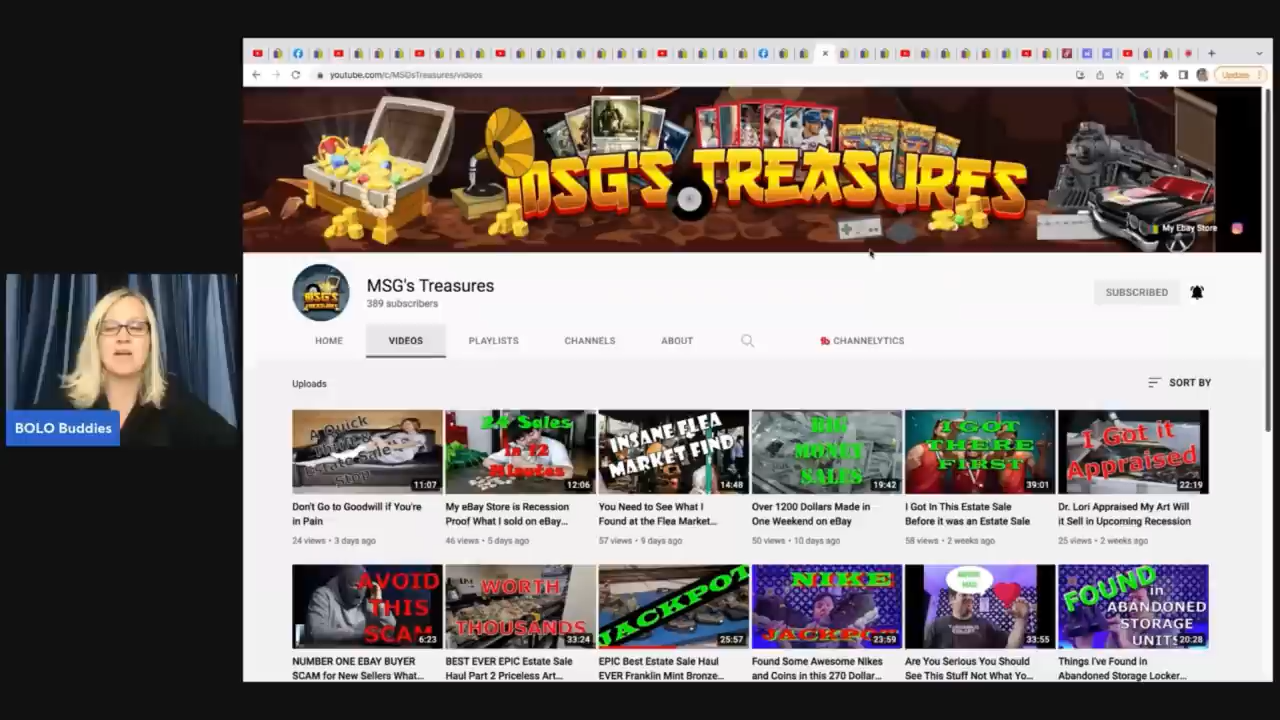 youtube.com/c/MSGsTreasures/videos
Update
MSG'S TREASURES
My Ebay Store
MSG's Treasures
389 subscribers
SUBSCRIBED
HOME
VIDEOS
PLAYLISTS
CHANNELS
ABOUT
CHANNELYTICS
Uploads
SORT BY
A Quick
Estate Sale
Stop
11:07
24 Sales
in 12
Minutes
12:06
INSANE FLEA
MARKET FIND
14:48
BIG
MONEY
SALES
19:42
I GOT
THERE
FIRST
39:01
I Got it
Appraised
22:19
Don't Go to Goodwill if You're
in Pain
24 views • 3 days ago
My eBay Store is Recession
Proof What I sold on eBay...
46 views • 5 days ago
You Need to See What I
Found at the Flea Market...
57 views • 9 days ago
Over 1200 Dollars Made in
One Weekend on eBay
50 views • 10 days ago
I Got In This Estate Sale
Before it was an Estate Sale
58 views • 2 weeks ago
Dr. Lori Appraised My Art Will
it Sell in Upcoming Recession
25 views • 2 weeks ago
BOLO Buddies
AVOID
THIS
SCAM
6:23
WORTH
THOUSANDS
33:24
JACKPOT
25:57
NIKE
JACKPOT
23:59
33:55
FOUND
in
ABANDONED
STORAGE
UNITS
20:28
NUMBER ONE EBAY BUYER
SCAM for New Sellers What...
BEST EVER EPIC Estate Sale
Haul Part 2 Priceless Art...
EPIC Best Estate Sale Haul
EVER Franklin Mint Bronze...
Found Some Awesome Nikes
and Coins in this 270 Dollar...
Are You Serious You Should
See This Stuff Not What Yo...
Things I've Found in
Abandoned Storage Locker...